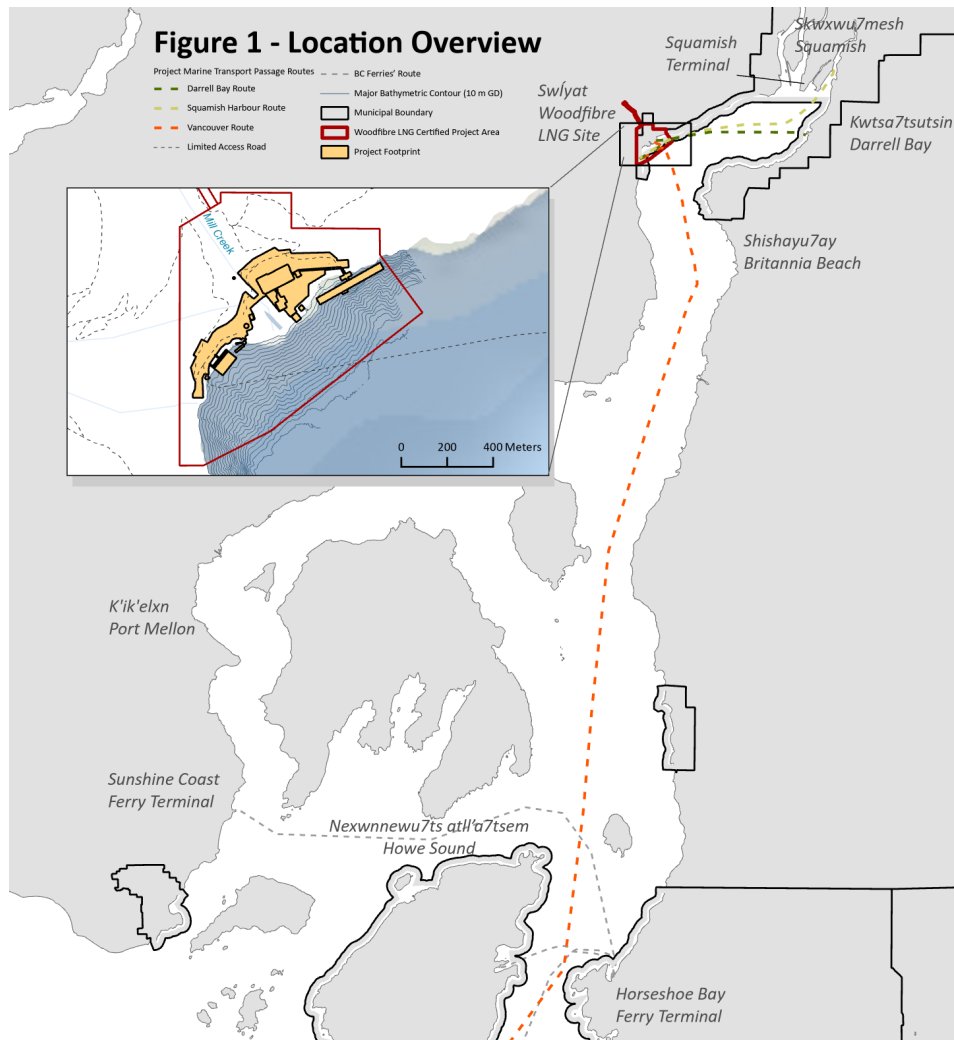 Figure 1 - Location Overview
Project Marine Transport Passage Routes
Darrell Bay Route
Squamish Harbour Route
Vancouver Route
Limited Access Road
BC Ferries' Route
Major Bathymetric Contour (10 m GD)
Municipal Boundary
Woodfibre LNG Certified Project Area
Project Footprint
Skwxwu7mesh
Squamish
Squamish
Terminal
Swíyat
Woodfibre
LNG Site
Kwtsa7tsutsin
Darrell Bay
Shishayu7ay
Britannia Beach
Mill Creek
0 200 400 Meters
K'ik'elxn
Port Mellon
Sunshine Coast
Ferry Terminal
Nexwnnewu7ts atll'a7tsem
Howe Sound
Horseshoe Bay
Ferry Terminal